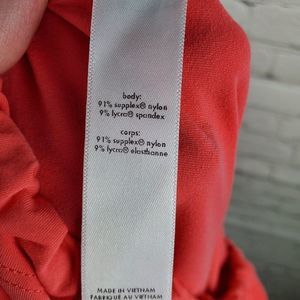 body:
91% supplex® nylon
9% lycra® spandex
corps:
91% supplex® nylon
9% lycra® elasthanne
MADE IN VIETNAM
FABRIQUÉ AU VIETNAM